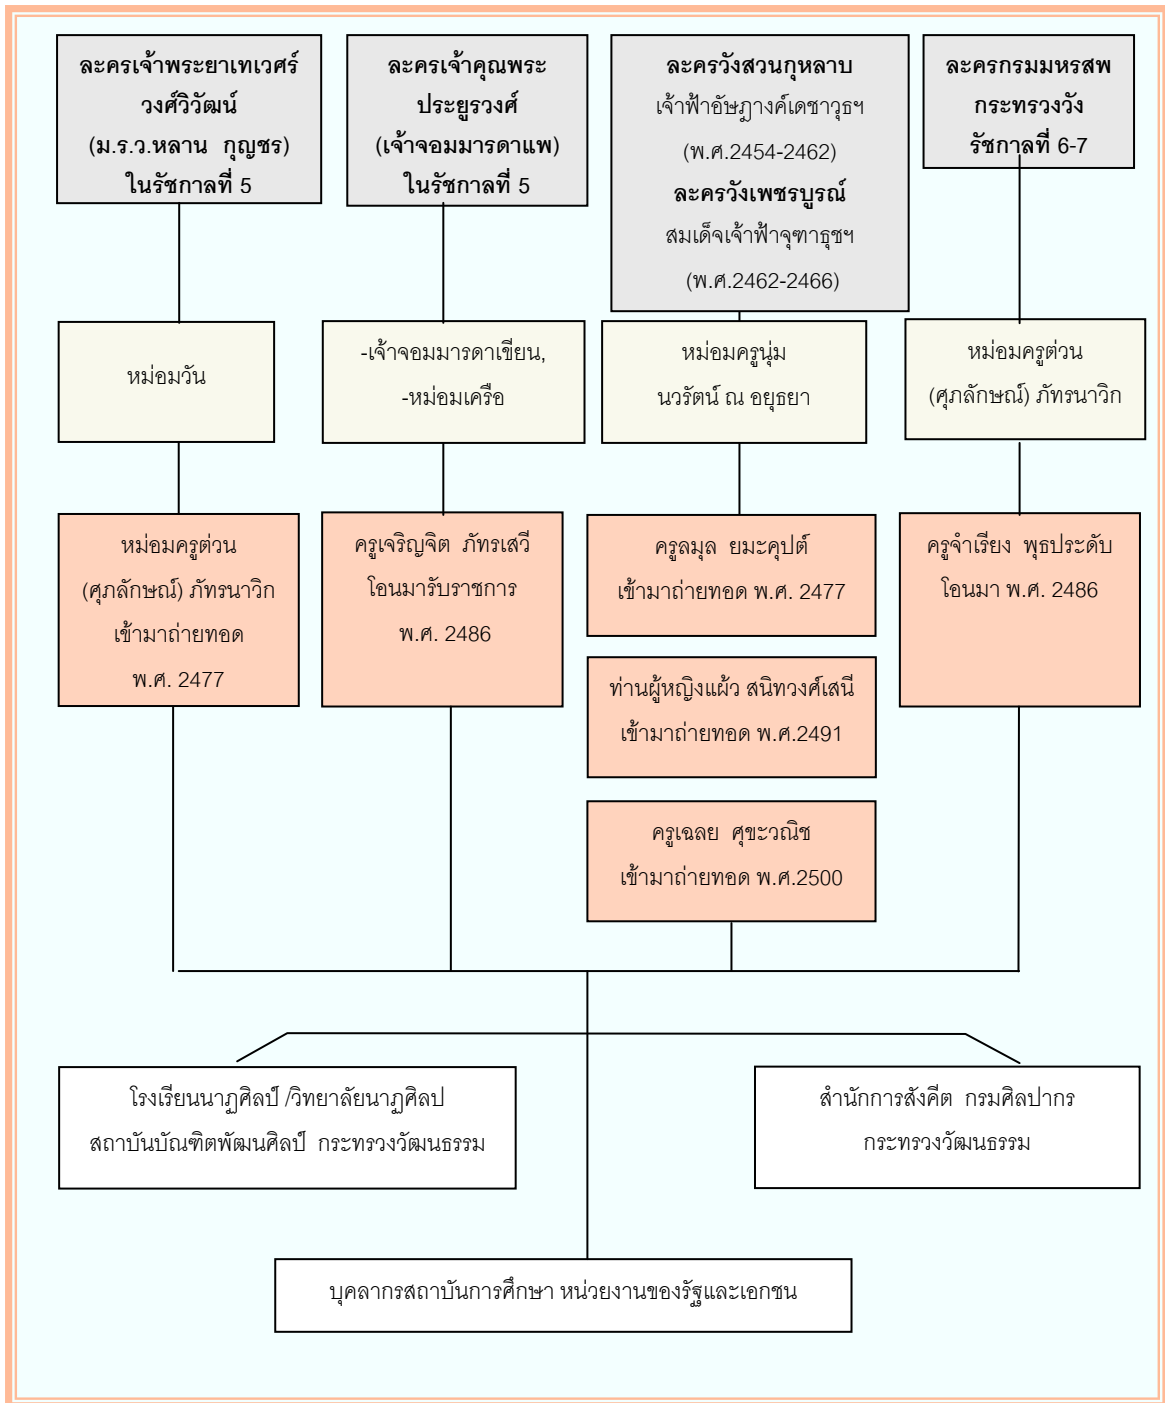 ละครเจ้าพระยาเทเวศร์
วงศ์วิวัฒน์
(ม.ร.ว.หลาน กุญชร)
ในรัชกาลที่ 5
ละครเจ้าคุณพระ
ประยูรวงศ์
(เจ้าจอมมารดาแพ)
ในรัชกาลที่ 5
ละครวังสวนกุหลาบ
เจ้าฟ้าอัษฎางค์เดชาวุธฯ
(พ.ศ.2454-2462)
ละครวังเพชรบูรณ์
สมเด็จเจ้าฟ้าจุฑาธุชฯ
(พ.ศ.2462-2466)
ละครกรมมหรสพ
กระทรวงวัง
รัชกาลที่ 6-7
หม่อมวัน
-เจ้าจอมมารดาเขียน,
-หม่อมเครือ
หม่อมครูนุ่ม
นวรัตน์ ณ อยุธยา
หม่อมครูต่วน
(ศุภลักษณ์) ภัทรนาวิก
หม่อมครูต่วน
(ศุภลักษณ์) ภัทรนาวิก
เข้ามาถ่ายทอด
พ.ศ. 2477
ครูเจริญจิต ภัทรเสวี
โอนมารับราชการ
พ.ศ. 2486
ครูลมุล ยมะคุปต์
เข้ามาถ่ายทอด พ.ศ. 2477
ท่านผู้หญิงแผ้ว สนิทวงศ์เสนี
เข้ามาถ่ายทอด พ.ศ.2491
ครูเฉลย ศุขะวณิช
เข้ามาถ่ายทอด พ.ศ.2500
ครูจำเรียง พุธประดับ
โอนมา พ.ศ. 2486
โรงเรียนนาฏศิลป์ /วิทยาลัยนาฏศิลป
สถาบันบัณฑิตพัฒนศิลป์ กระทรวงวัฒนธรรม
สำนักการสังคีต กรมศิลปากร
กระทรวงวัฒนธรรม
บุคลากรสถาบันการศึกษา หน่วยงานของรัฐและเอกชน